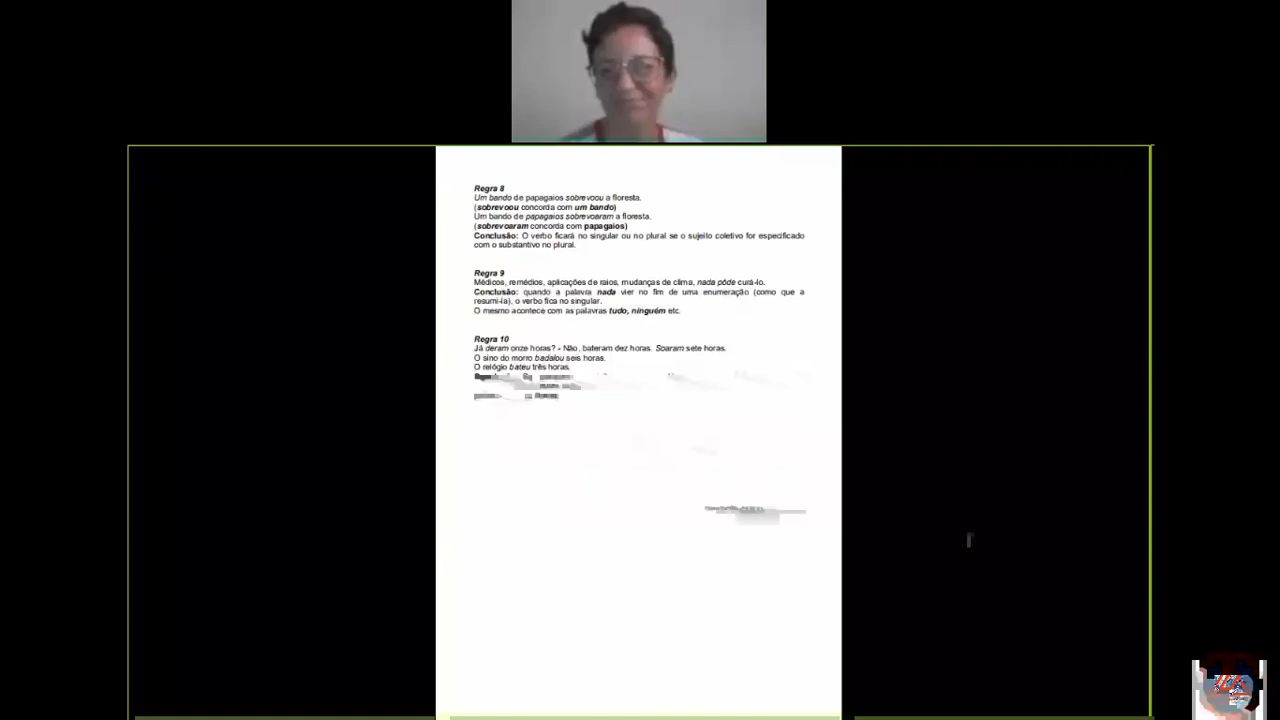 Regra 8
Um bando de papagaios sobrevoou a floresta.
(sobrevoou concorda com um bando)
Um bando de papagaios sobrevoaram a floresta.
(sobrevoaram concorda com papagaios)
Conclusão: O verbo ficará no singular ou no plural se o sujeito coletivo for especificado
com o substantivo no plural.
Regra 9
Médicos, remédios, aplicações de raios, mudanças de clima, nada pôde curá-lo.
Conclusão: quando a palavra nada vier no fim de uma enumeração (como que a
resumi-la), o verbo fica no singular.
O mesmo acontece com as palavras tudo, ninguém etc.
Regra 10
Já deram onze horas? - Não, bateram dez horas. Soaram sete horas.
O sino do morro badalou seis horas.
O relógio bateu três horas.